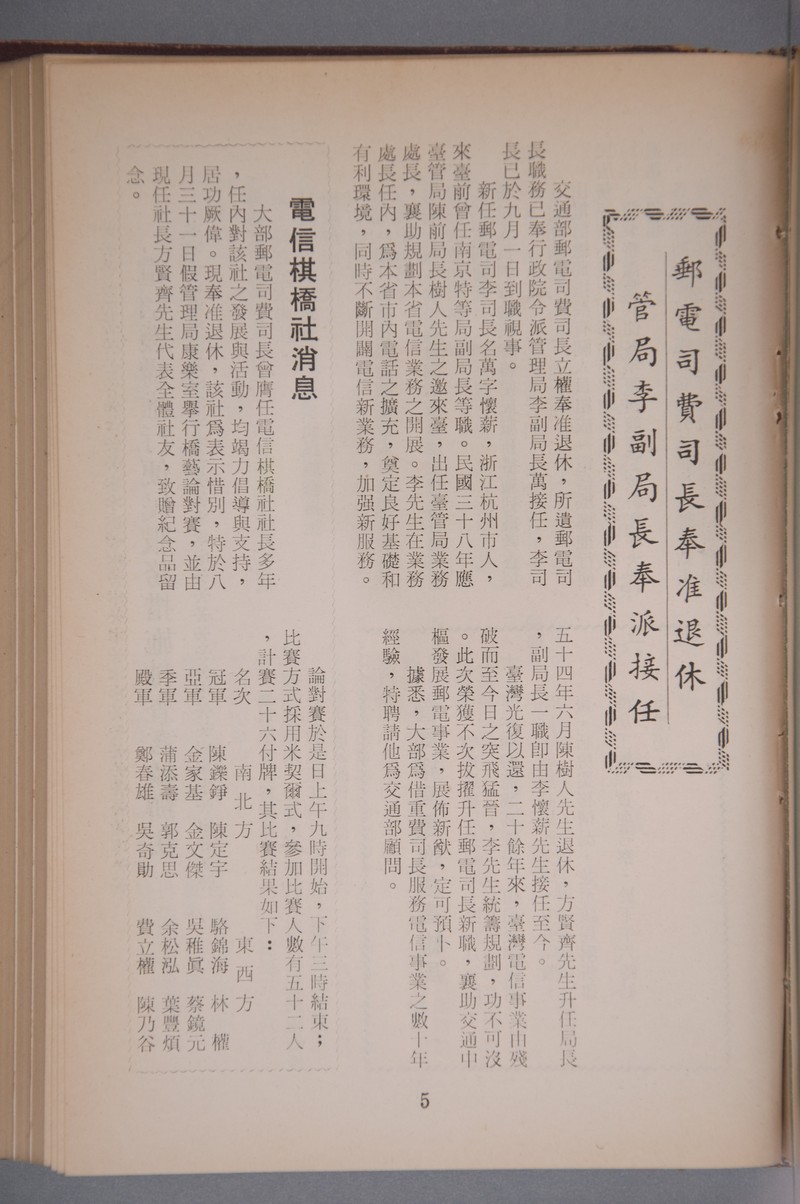 郵電司費司長奉准退休
管局李副局長奉派接任
交通部郵電司費司長立權奉准退休，所遺郵電司
長職務已奉行政院令派管理局李副局長萬接任，李司
長已於九月一日到職視事。
新任郵電司李司長名萬字懷薪，浙江杭州市人，
來臺前曾任南京特等局副局長等職。民國三十八年應
臺管局陳前局長樹人先生之邀來臺，出任臺管局業務
處長，襄助規劃本省電信業務之開展。李先生在業務
處長任內，爲本省市內電話之擴充，奠定良好基礎和
有利環境，同時不斷開闢電信新業務，加强新服務。
五十四年六月陳樹人先生退休，方賢齊先生升任局長
，副局長一職卽由李懷薪先生接任至今。
臺灣光復以還，二十餘年來，臺灣電信事業由殘
破而至今日之突飛猛晉，李先生統籌規劃，功不可沒
。此次榮獲不次拔擢升任郵電司長新職，襄助交通中
樞發展郵電事業，展佈新猷，定可預卜。
據悉，大部爲借重費司長服務電信事業之數十年
經驗，特聘請他爲交通部顧問。
電信棋橋社消息
大部郵電司費司長曾膺任電信棋橋社社長多年
，任內對該社之發展與活動，均竭力倡導與支持，
居功厥偉。現奉准退休，該社爲表示惜別，特於八
月三十一日假管理局康樂室擧行橋藝論對賽，並由
現任社長方賢齊先生代表全體社友，致贈紀念品留
念。
論對賽於是日上午九時開始，下午三時結束；
比賽方式採用米契爾式，參加比賽人數有五十二人
，計賽二十六付牌，其比賽結果如下：
名次 南北方 東西方
冠軍 陳鑠錚 陳定宇 駱錦海 林權
亞軍 金家基 金文傑 吳稚眞 蔡鏡元
季軍 蒲添壽 郭克思 余松泓 葉豐煩
殿軍 鄭春雄 吳奇勛 費立權 陳乃谷
5